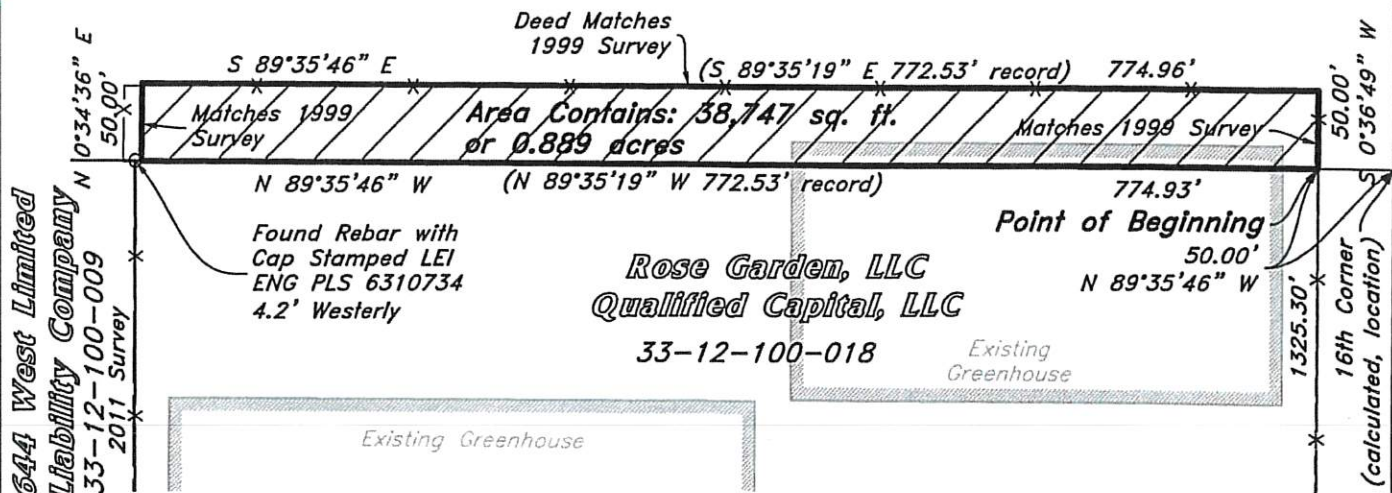 Deed Matches
1999 Survey
S 89°35'46" E
(S 89°35'19" E 772.53' record)
774.96'
N 0°34'36" E
50.00'
Matches 1999
Survey
Area Contains: 38,747 sq. ft.
or 0.889 acres
Matches 1999 Survey
50.00'
S 0°36'49" W
N 89°35'46" W
(N 89°35'19" W 772.53' record)
774.93'
Point of Beginning
50.00'
N 89°35'46" W
Found Rebar with
Cap Stamped LEI
ENG PLS 6310734
4.2' Westerly
Rose Garden, LLC
Qualified Capital, LLC
33-12-100-018
Existing
Greenhouse
Existing Greenhouse
644 West Limited
Liability Company
33-12-100-009
2011 Survey
1325.30'
16th Corner
(calculated, location)